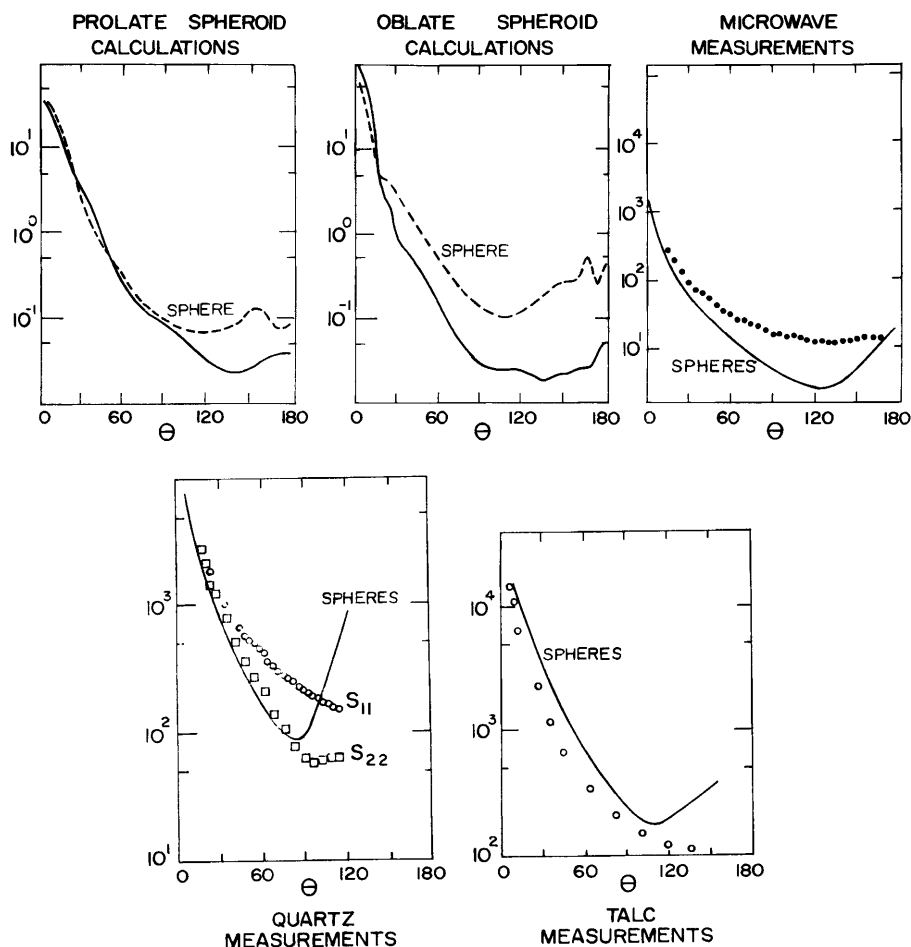 PROLATE SPHEROID
CALCULATIONS
10^1
10^0
10^-1
SPHERE
0 60 120 180
Θ
OBLATE SPHEROID
CALCULATIONS
10^1
10^0
10^-1
SPHERE
0 60 120 180
Θ
MICROWAVE
MEASUREMENTS
10^4
10^3
10^2
10^1
SPHERES
0 60 120 180
Θ
10^3
10^2
10^1
SPHERES
S_11
S_22
0 60 120 180
Θ
QUARTZ
MEASUREMENTS
10^4
10^3
10^2
SPHERES
0 60 120 180
Θ
TALC
MEASUREMENTS